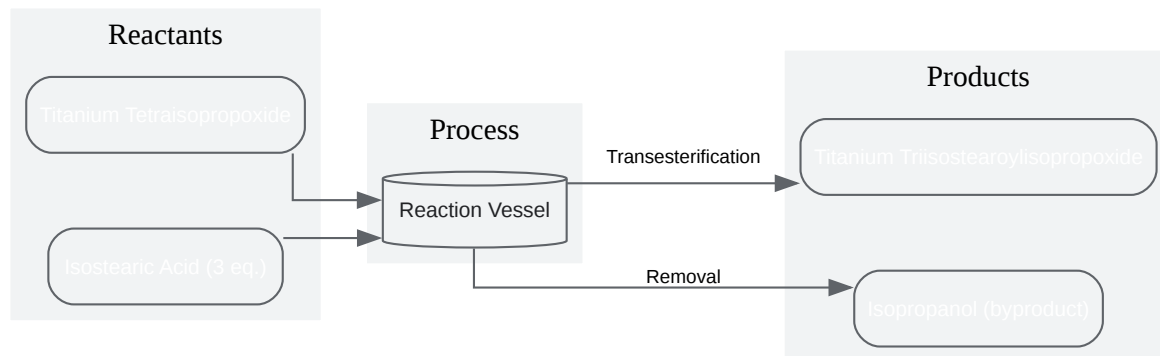 Reactants
Titanium Tetraisopropoxide
Isostearic Acid (3 eq.)
Process
Reaction Vessel
Transesterification
Removal
Products
Titanium Triisostearoylisopropoxide
Isopropanol (byproduct)